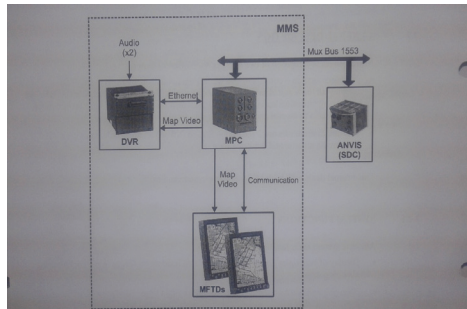 MMS
Mux Bus 1553
Audio
(x2)
Ethernet
Map Video
DVR
MPC
ANVIS
(SDC)
Map
Video
Communication
MFTDs